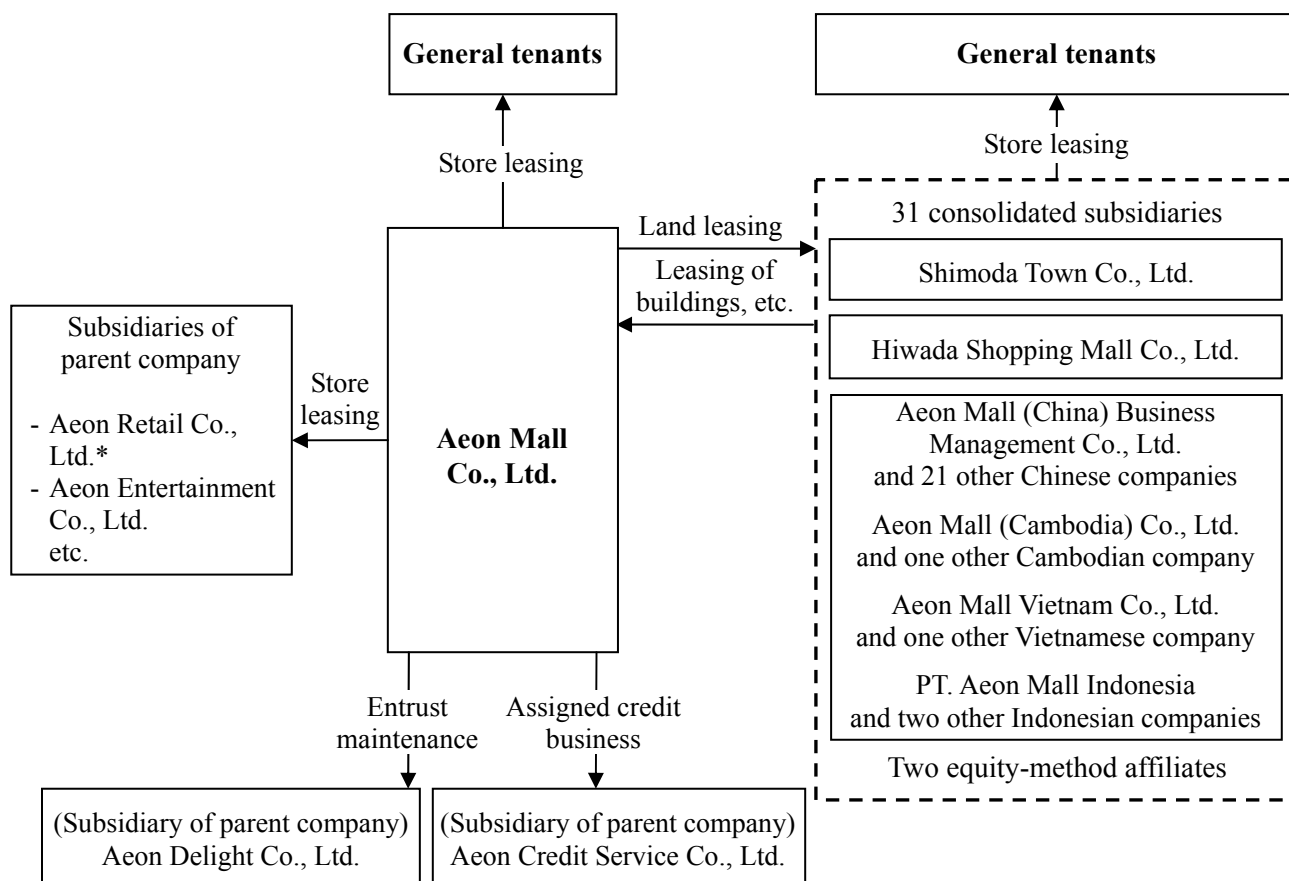 General tenants
General tenants
Store leasing
Store leasing
31 consolidated subsidiaries
Land leasing
Shimoda Town Co., Ltd.
Leasing of
buildings, etc.
Hiwada Shopping Mall Co., Ltd.
Subsidiaries of
parent company
- Aeon Retail Co.,
Ltd.*
- Aeon Entertainment
Co., Ltd.
etc.
Store
leasing
Aeon Mall
Co., Ltd.
Aeon Mall (China) Business
Management Co., Ltd.
and 21 other Chinese companies
Aeon Mall (Cambodia) Co., Ltd.
and one other Cambodian company
Aeon Mall Vietnam Co., Ltd.
and one other Vietnamese company
PT. Aeon Mall Indonesia
and two other Indonesian companies
Two equity-method affiliates
Entrust
maintenance
Assigned credit
business
(Subsidiary of parent company)
Aeon Delight Co., Ltd.
(Subsidiary of parent company)
Aeon Credit Service Co., Ltd.